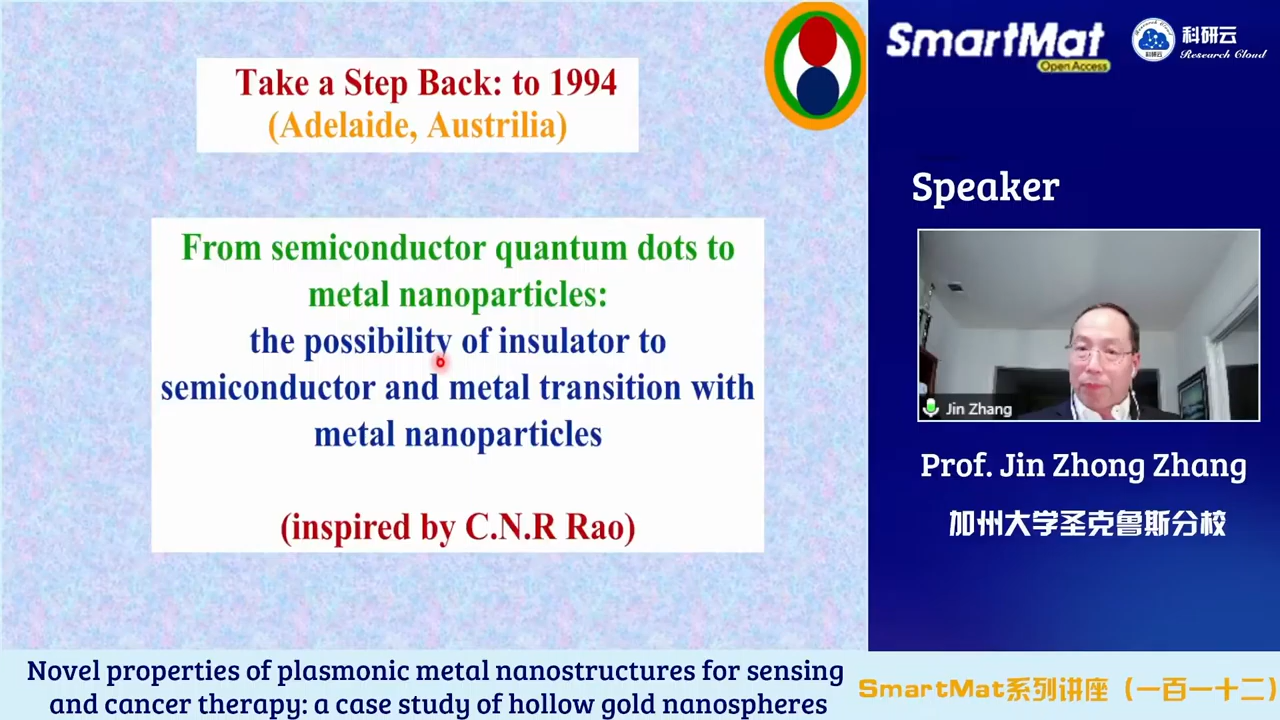 Take a Step Back: to 1994
(Adelaide, Austrilia)
From semiconductor quantum dots to
metal nanoparticles:
the possibility of insulator to
semiconductor and metal transition with
metal nanoparticles
(inspired by C.N.R Rao)
SmartMat
Open Access
科研云
Research Cloud
Speaker
Jin Zhang
Prof. Jin Zhong Zhang
加州大学圣克鲁斯分校
Novel properties of plasmonic metal nanostructures for sensing
and cancer therapy: a case study of hollow gold nanospheres
SmartMat系列讲座（一百一十二）